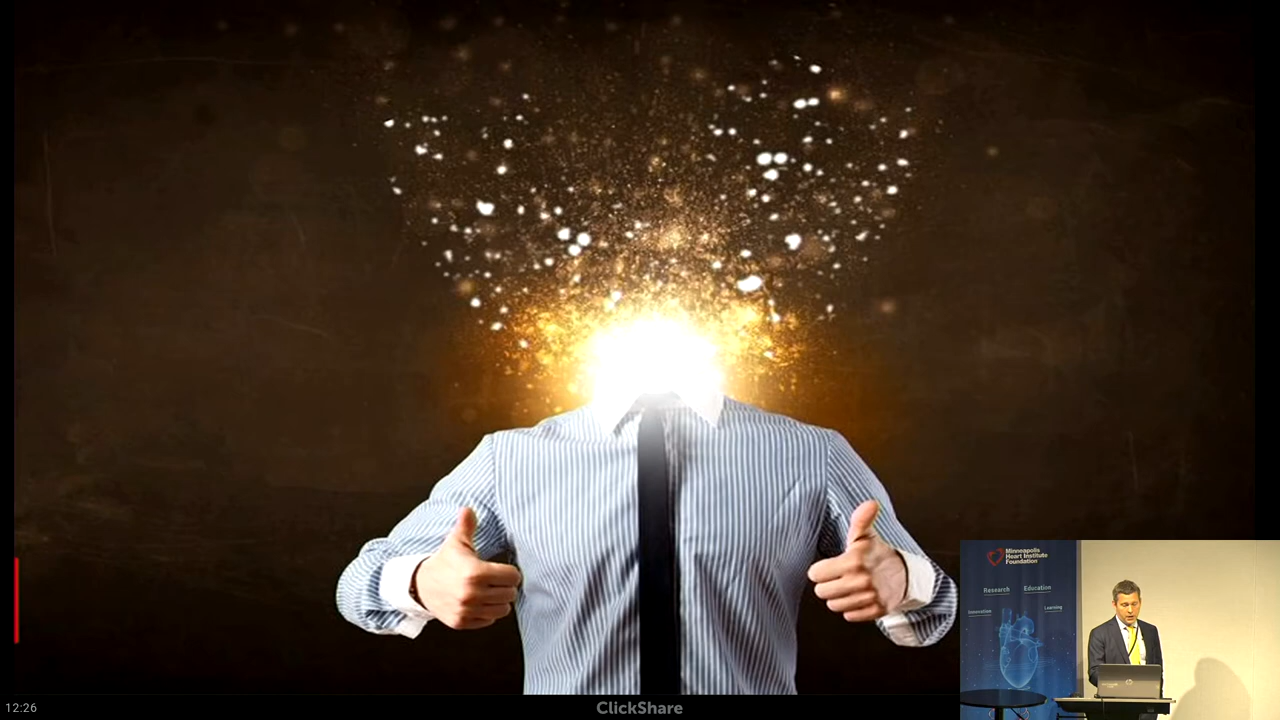 Minneapolis
Heart Institute
Foundation
Research
Education
Innovation
Learning
12:26
ClickShare